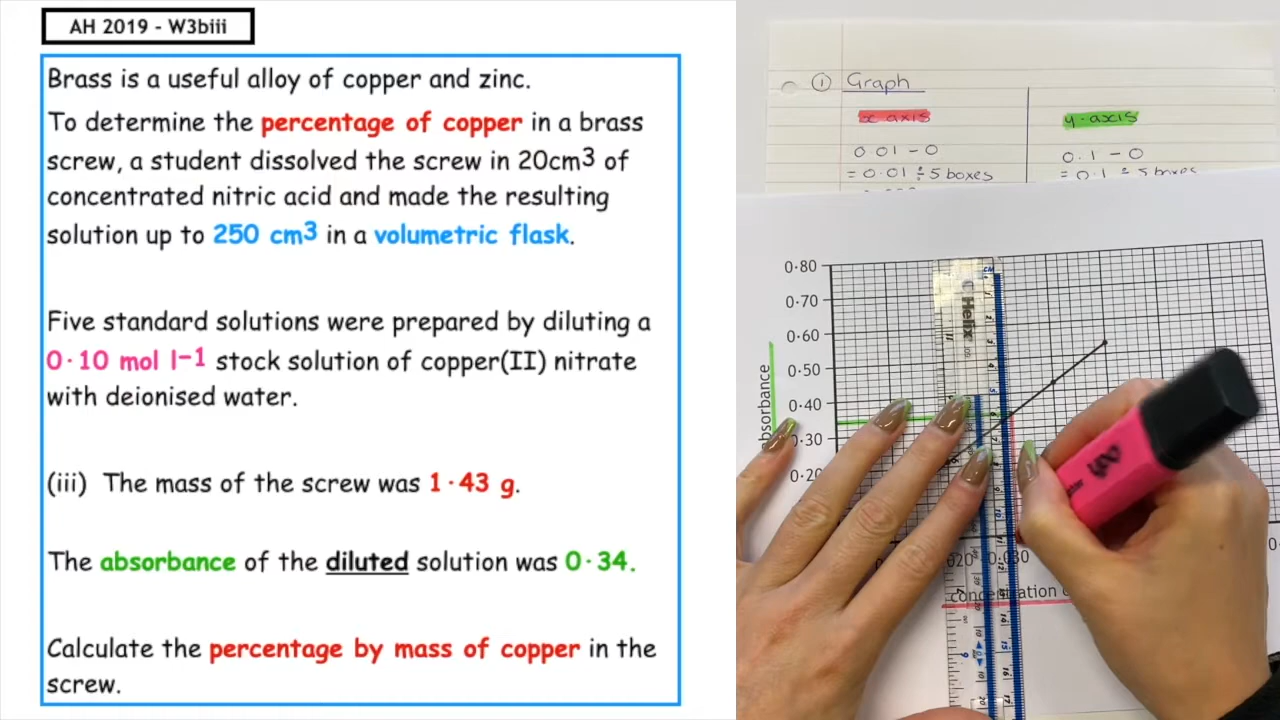 AH 2019 - W3biii
Brass is a useful alloy of copper and zinc.
To determine the percentage of copper in a brass
screw, a student dissolved the screw in 20cm3 of
concentrated nitric acid and made the resulting
solution up to 250 cm3 in a volumetric flask.
Five standard solutions were prepared by diluting a
0·10 mol l−1 stock solution of copper(II) nitrate
with deionised water.
(iii) The mass of the screw was 1·43 g.
The absorbance of the diluted solution was 0·34.
Calculate the percentage by mass of copper in the
screw.
① Graph
x axis
0.01 - 0
= 0.01 ÷ 5 boxes
y axis
0.1 - 0
= 0.1 ÷ 5 boxes
0·80
0·70
0·60
0·50
0·40
0·30
0·20
absorbance
Helix
CM
020
0·030